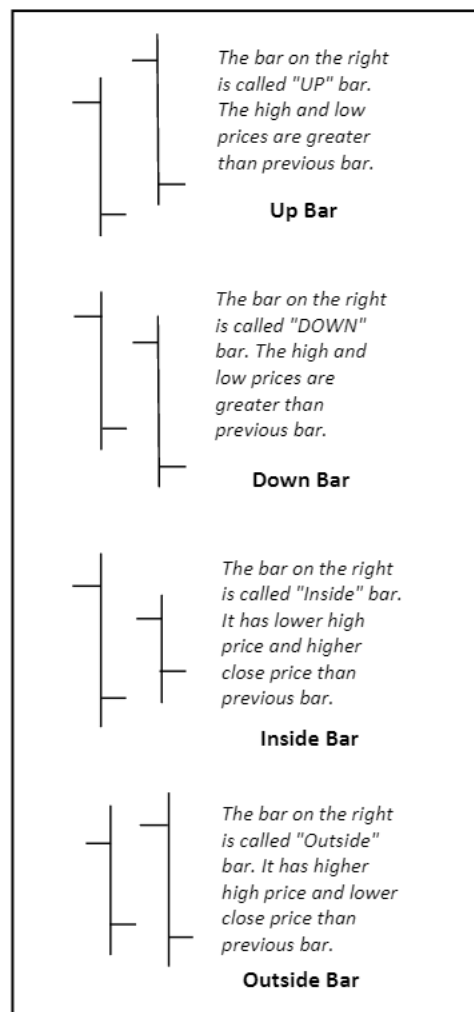 The bar on the right
is called "UP" bar.
The high and low
prices are greater
than previous bar.
Up Bar
The bar on the right
is called "DOWN"
bar. The high and
low prices are
greater than
previous bar.
Down Bar
The bar on the right
is called "Inside" bar.
It has lower high
price and higher
close price than
previous bar.
Inside Bar
The bar on the right
is called "Outside"
bar. It has higher
high price and lower
close price than
previous bar.
Outside Bar